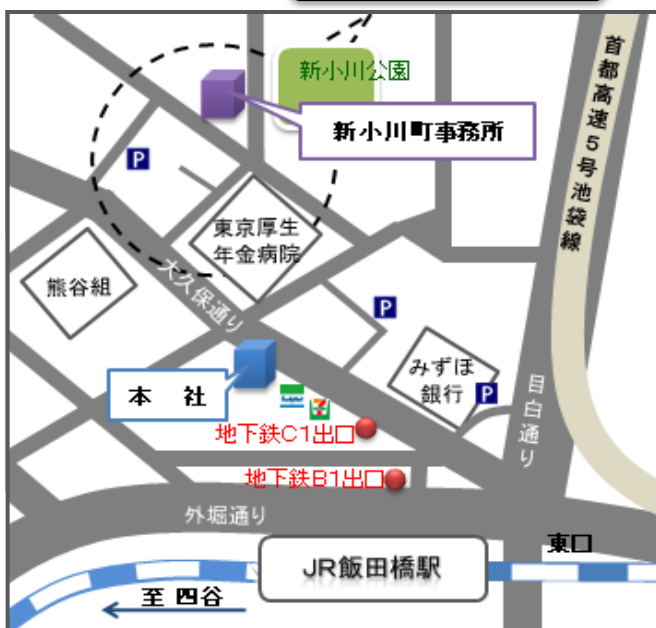 新小川公園
首都高速5号池袋線
新小川町事務所
P
東京厚生
年金病院
熊谷組
大久保通り
P
みずほ
銀行
P
本 社
7
目白通り
地下鉄C1出口
地下鉄B1出口
外堀通り
東口
JR飯田橋駅
至 四谷